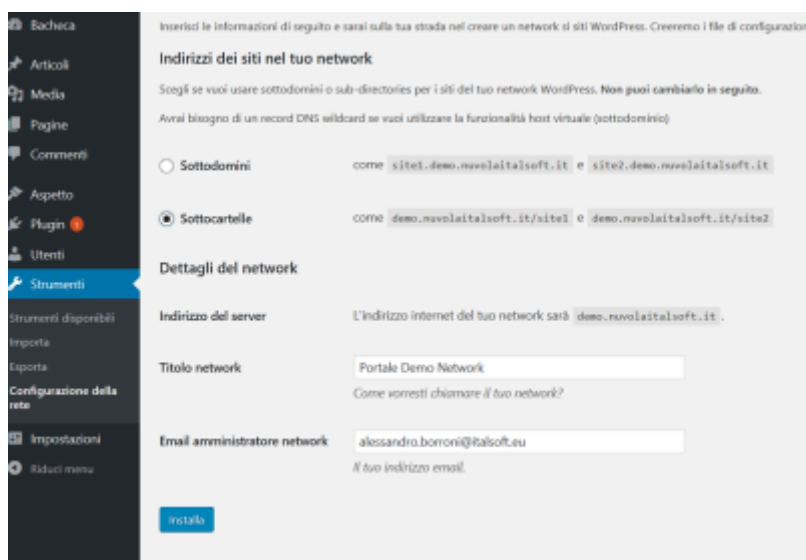 Bacheca
Articoli
Media
Pagine
Commenti
Aspetto
Plugin 1
Utenti
Strumenti
Strumenti disponibili
Importa
Esporta
Configurazione della
rete
Impostazioni
Riduci menu
Inserisci le informazioni di seguito e sarai sulla tua strada nel creare un network si siti WordPress. Creeremo i file di configurazion
Indirizzi dei siti nel tuo network
Scegli se vuoi usare sottodomini o sub-directories per i siti del tuo network WordPress. Non puoi cambiarlo in seguito.
Avrai bisogno di un record DNS wildcard se vuoi utilizzare la funzionalità host virtuale (sottodominio)
Sottodomini come site1.demo.nuvolaitalsoft.it e site2.demo.nuvolaitalsoft.it
Sottocartelle come demo.nuvolaitalsoft.it/site1 e demo.nuvolaitalsoft.it/site2
Dettagli del network
Indirizzo del server L'indirizzo internet del tuo network sarà demo.nuvolaitalsoft.it .
Titolo network Portale Demo Network
Come vorresti chiamare il tuo network?
Email amministratore network alessandro.borroni@italsoft.eu
Il tuo indirizzo email.
Installa